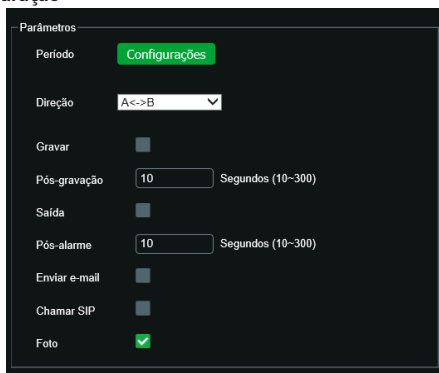 Parâmetros
Período Configurações
Direção A<->B
Gravar
Pós-gravação 10 Segundos (10~300)
Saída
Pós-alarme 10 Segundos (10~300)
Enviar e-mail
Chamar SIP
Foto